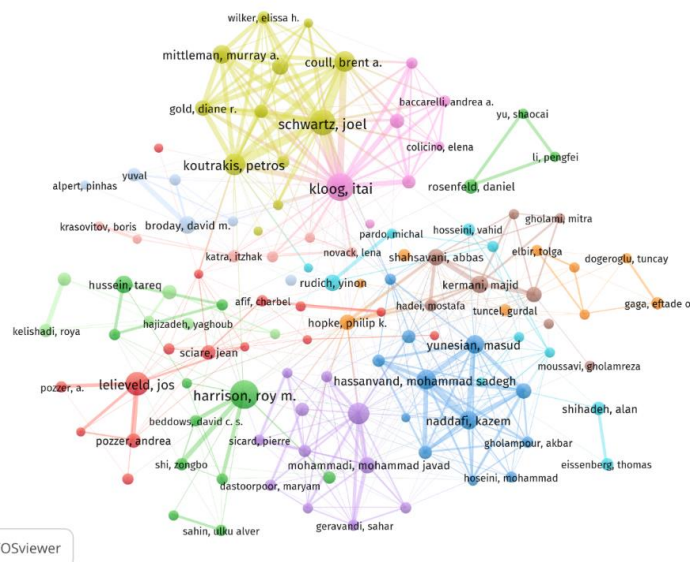 wilker, elissa h.
mittleman, murray a.
coull, brent a.
gold, diane r.
baccarelli, andrea a.
schwartz, joel
yu, shaocai
colicino, elena
li, pengfei
koutrakis, petros
yuval
alpert, pinhas
kloog, itai
rosenfeld, daniel
krasovitov, boris
broday, david m.
pardo, michal
hosseini, vahid
gholami, mitra
katra, itzhak
novack, lena
shahsavani, abbas
elbir, tolga
dogeroglu, tuncay
hussein, tareq
rudich, yinon
kermani, majid
afif, charbel
hadei, mostafa
tuncel, gurdal
gaga, eftade o
kelishadi, roya
hajizadeh, yaghoub
hopke, philip k.
sciare, jean
yunesian, masud
moussavi, gholamreza
pozzer, a.
lelieveld, jos
harrison, roy m.
hassanvand, mohammad sadegh
shihadeh, alan
beddows, david c. s.
naddafi, kazem
pozzer, andrea
sicard, pierre
gholampour, akbar
shi, zongbo
mohammadi, mohammad javad
eissenberg, thomas
dastoorpoor, maryam
hoseini, mohammad
sahin, ulku alver
geravandi, sahar
OSviewer